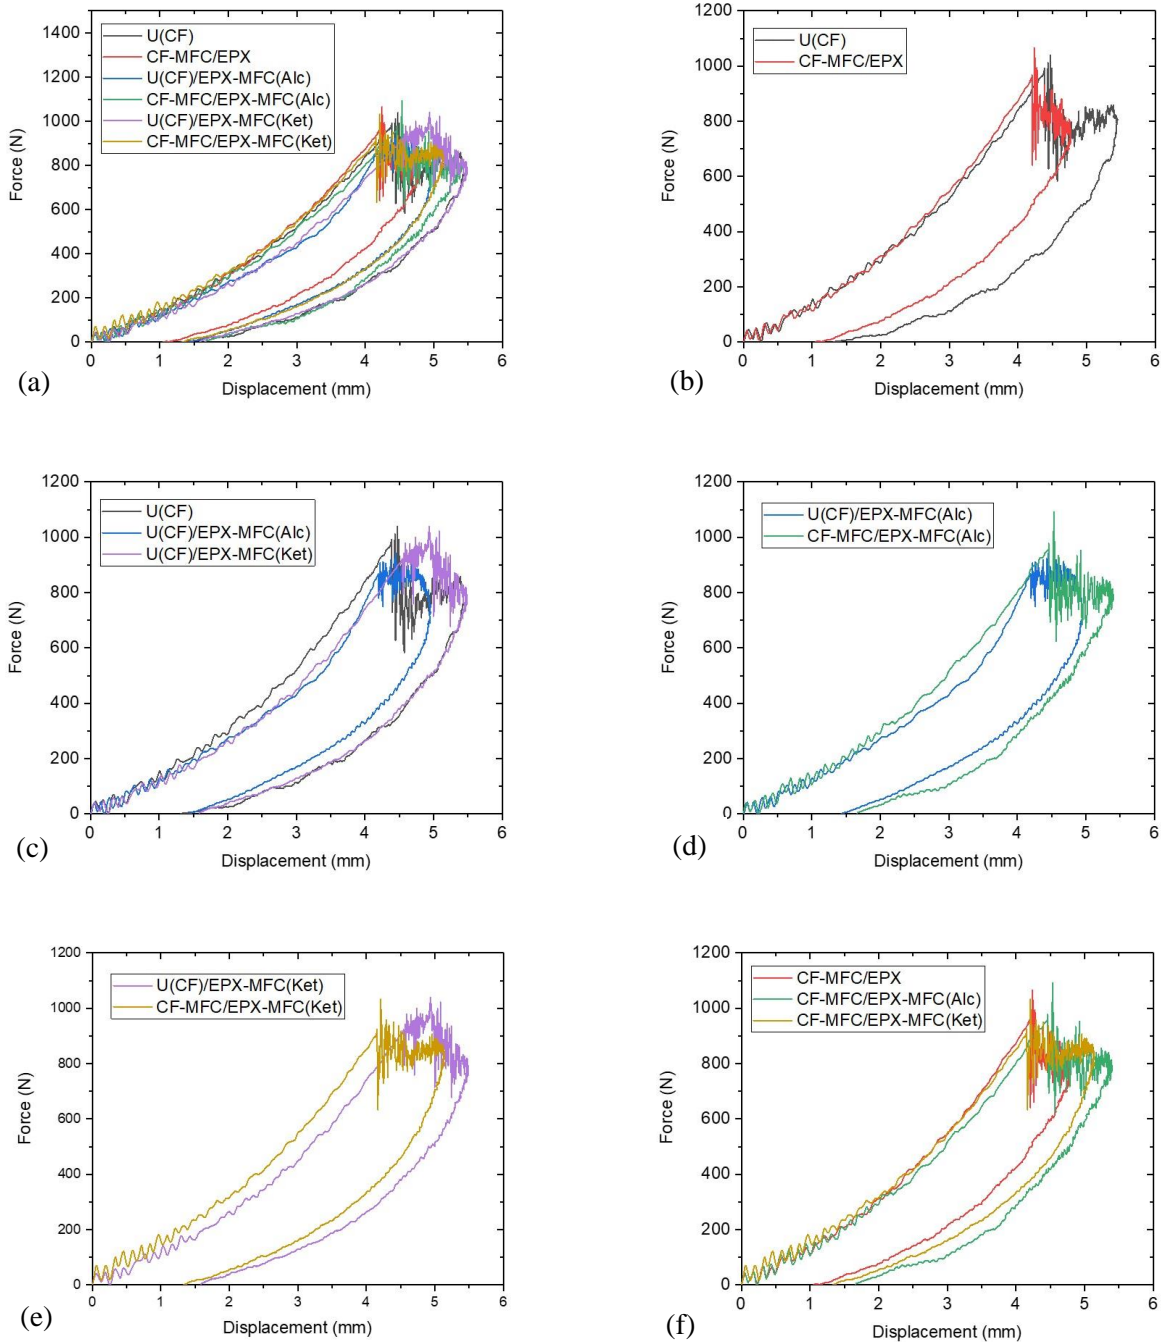 1400
1200
1000
800
600
400
200
0
Force (N)
U(CF)
CF-MFC/EPX
U(CF)/EPX-MFC(Alc)
CF-MFC/EPX-MFC(Alc)
U(CF)/EPX-MFC(Ket)
CF-MFC/EPX-MFC(Ket)
0 1 2 3 4 5 6
Displacement (mm)
(a)
1200
1000
800
600
400
200
0
Force (N)
U(CF)
CF-MFC/EPX
0 1 2 3 4 5 6
Displacement (mm)
(b)
1200
1000
800
600
400
200
0
Force (N)
U(CF)
U(CF)/EPX-MFC(Alc)
U(CF)/EPX-MFC(Ket)
0 1 2 3 4 5 6
Displacement (mm)
(c)
1200
1000
800
600
400
200
0
Force (N)
U(CF)/EPX-MFC(Alc)
CF-MFC/EPX-MFC(Alc)
0 1 2 3 4 5 6
Displacement (mm)
(d)
1200
1000
800
600
400
200
0
Force (N)
U(CF)/EPX-MFC(Ket)
CF-MFC/EPX-MFC(Ket)
0 1 2 3 4 5 6
Displacement (mm)
(e)
1200
1000
800
600
400
200
0
Force (N)
CF-MFC/EPX
CF-MFC/EPX-MFC(Alc)
CF-MFC/EPX-MFC(Ket)
0 1 2 3 4 5 6
Displacement (mm)
(f)